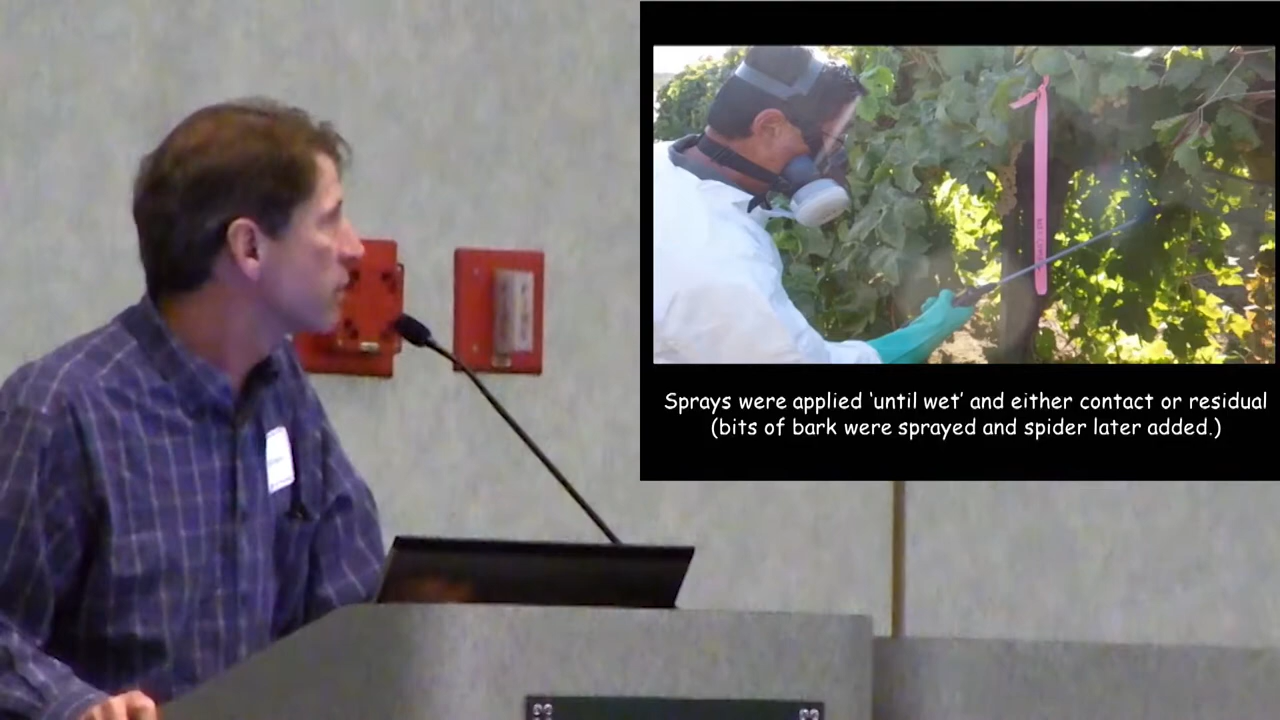 Sprays were applied ‘until wet’ and either contact or residual
(bits of bark were sprayed and spider later added.)